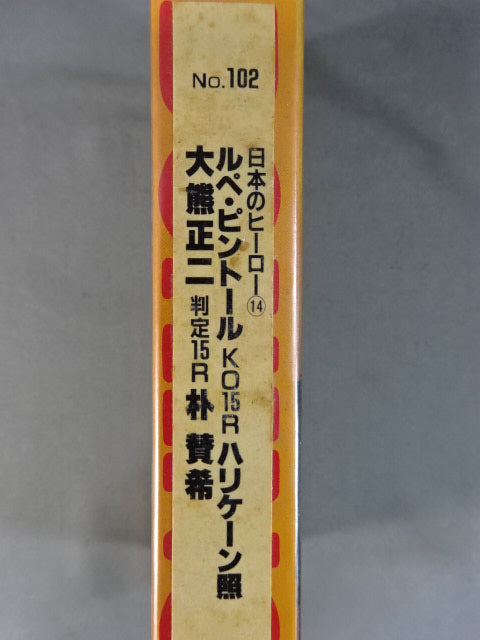 No.102
日本のヒーロー⑭
ルペ・ピントール KO15R ハリケーン照
大熊正二 判定15R 朴 賛希